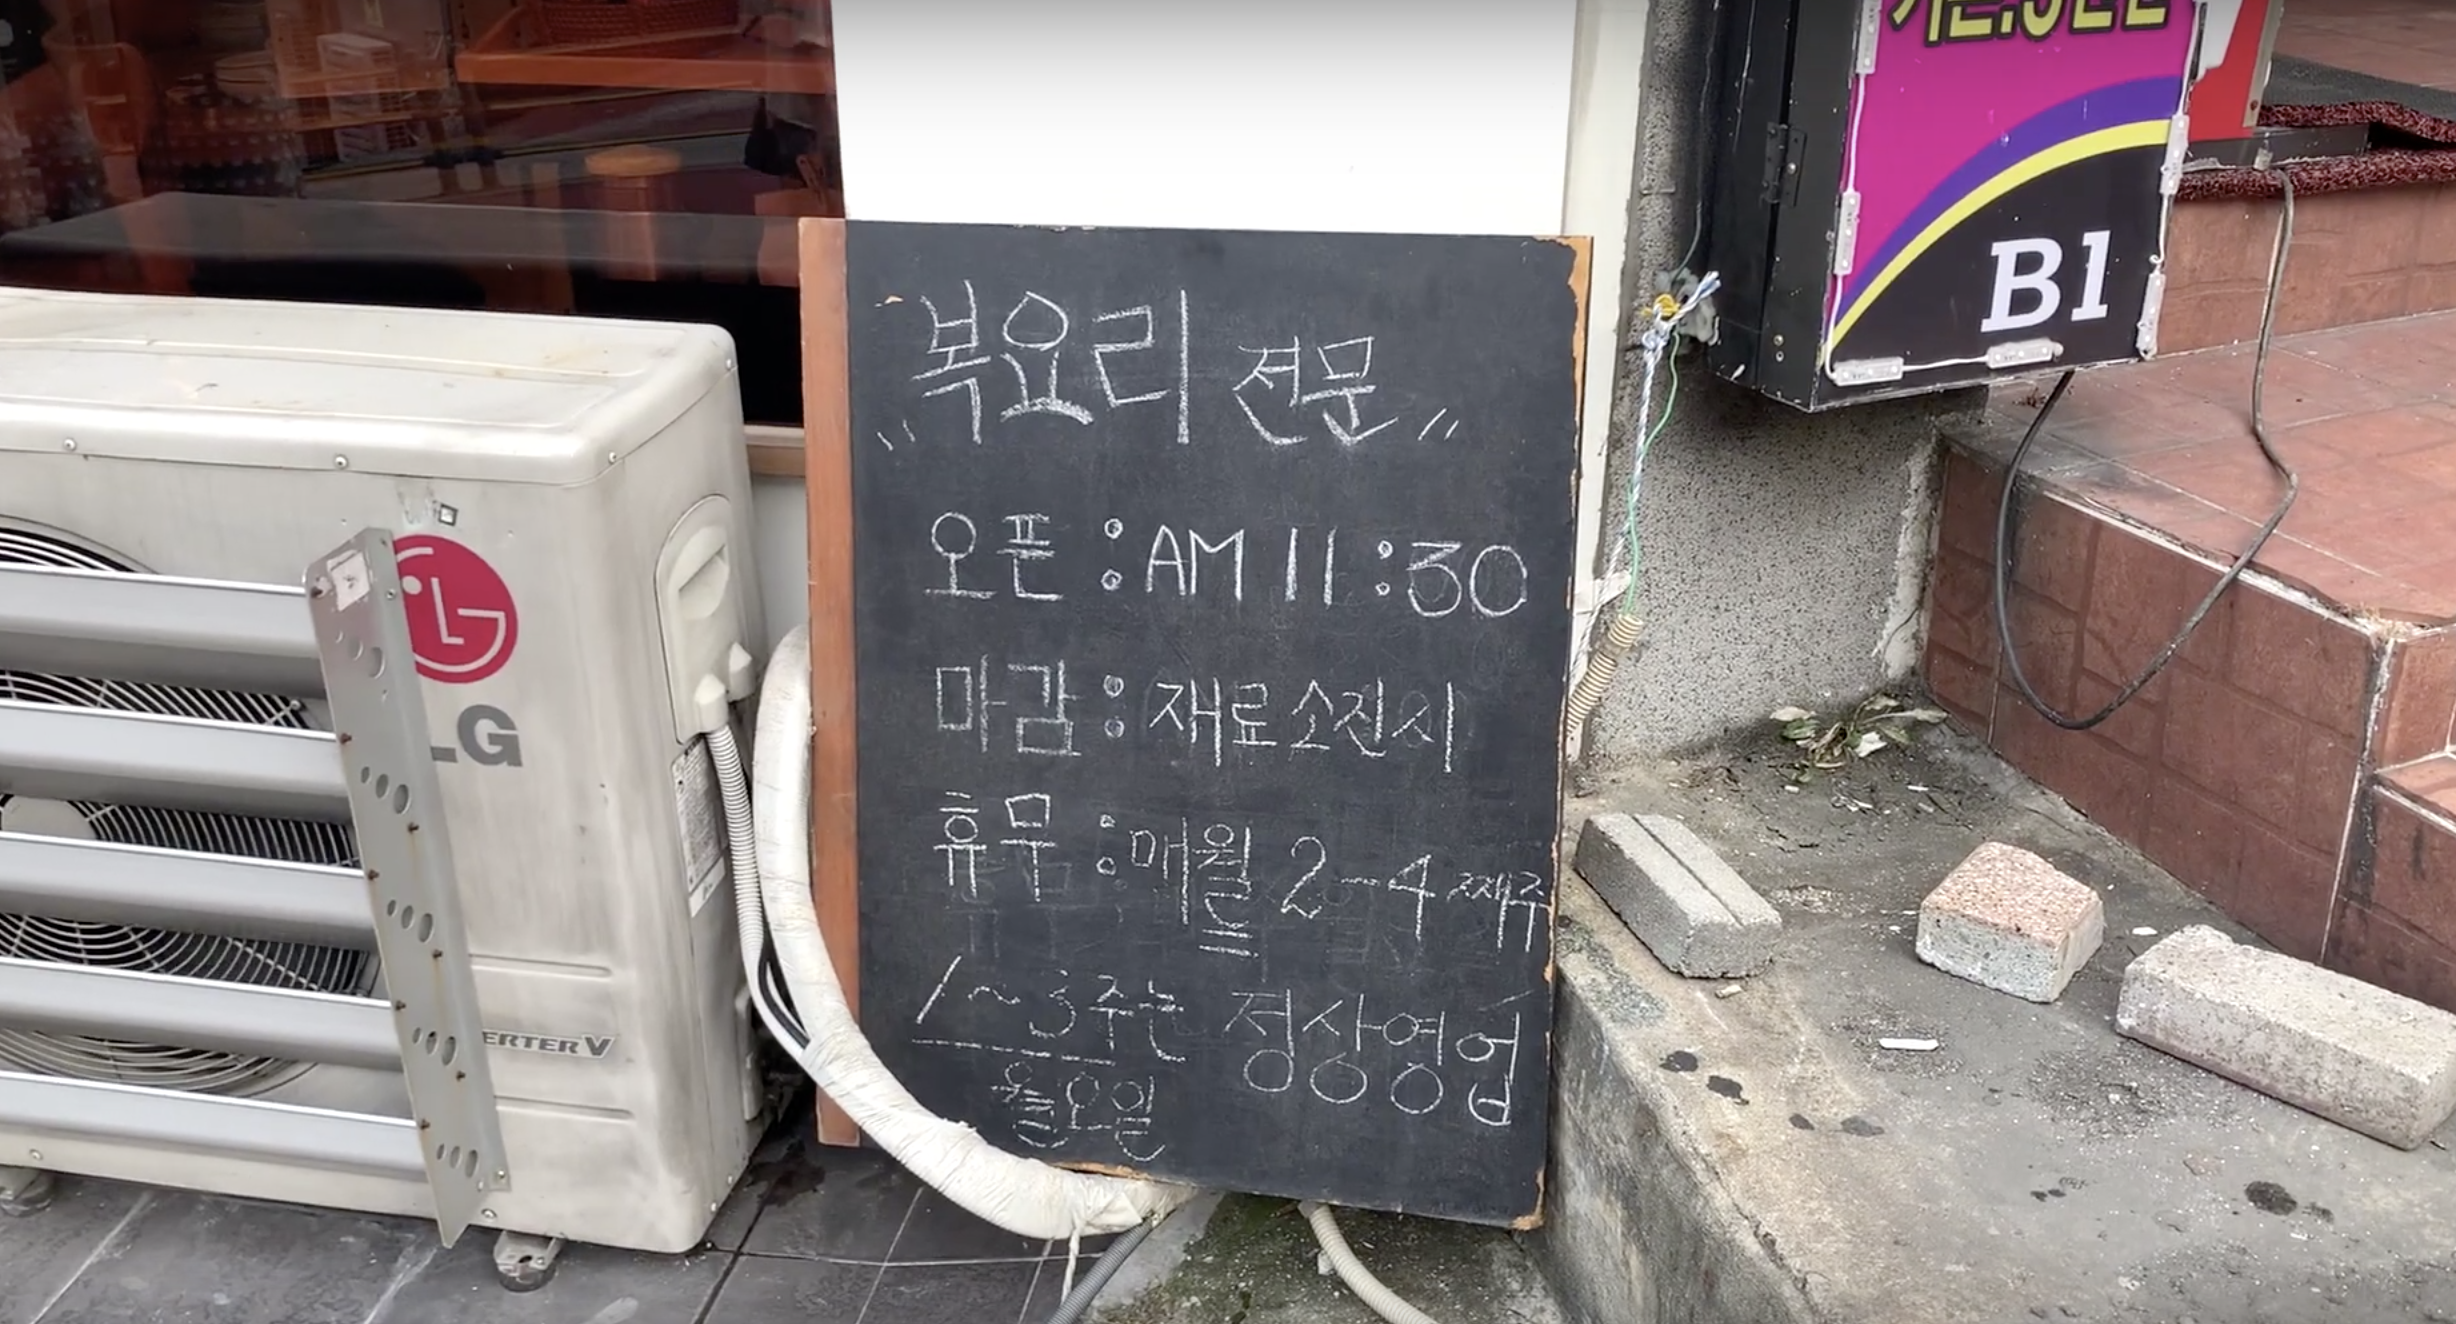 "복요리 전문"
오픈 : AM 11 : 30
마감 : 재료소진시
휴무 : 매월 2-4 째주
1~3주는 정상영업
월요일
LG
B1